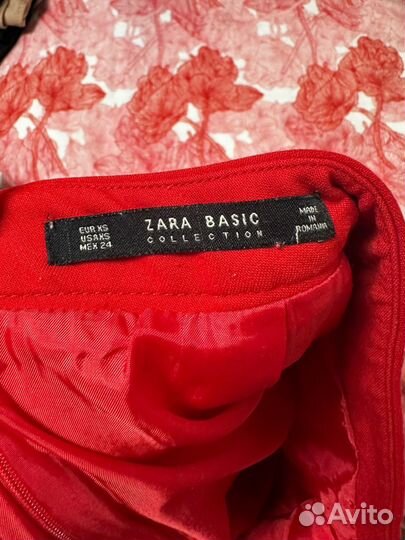 EUR XS
USA XS
MEX 24
ZARA BASIC
COLLECTION
MADE
IN
ROMANIA
Avito